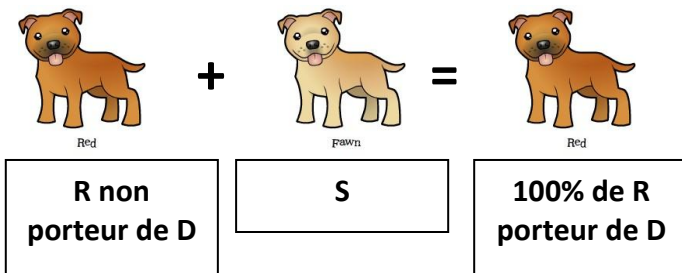 + =
Red Fawn Red
R non
porteur de D
S
100% de R
porteur de D